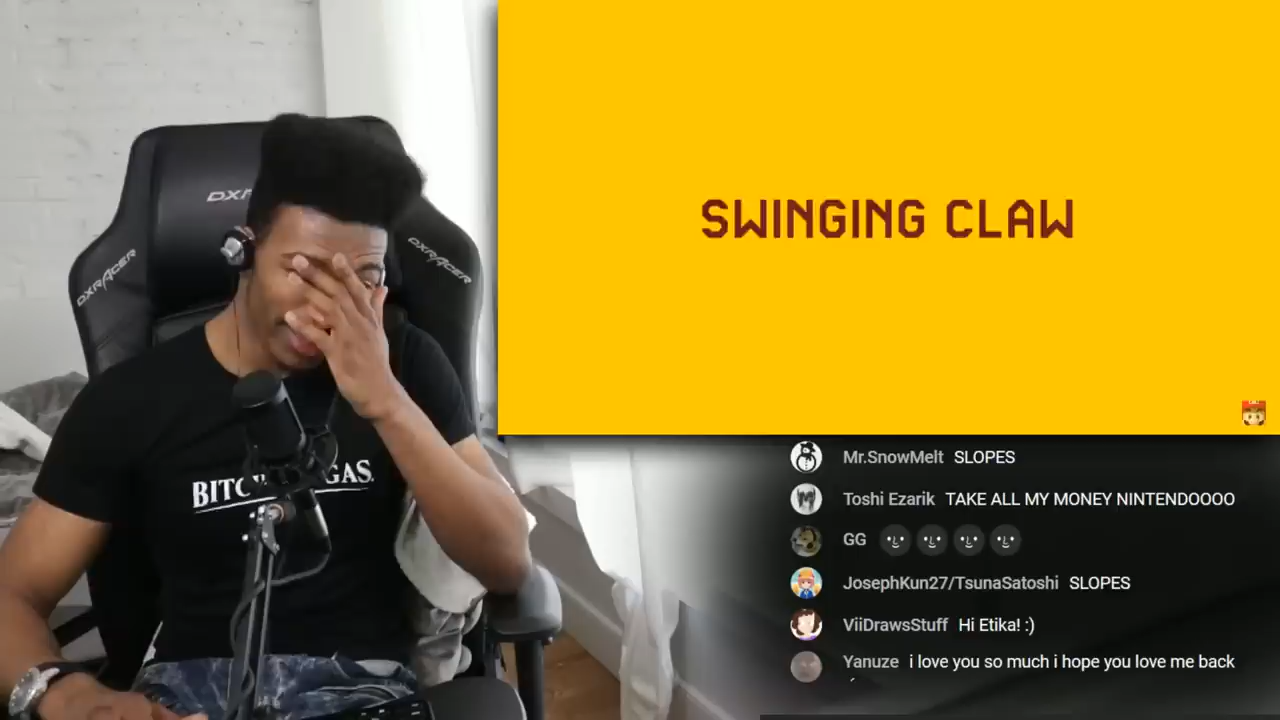 SWINGING CLAW
DXRACER
DXRACER
Mr.SnowMelt SLOPES
Toshi Ezarik TAKE ALL MY MONEY NINTENDOOOO
GG
JosephKun27/TsunaSatoshi SLOPES
ViiDrawsStuff Hi Etika! :)
Yanuze i love you so much i hope you love me back